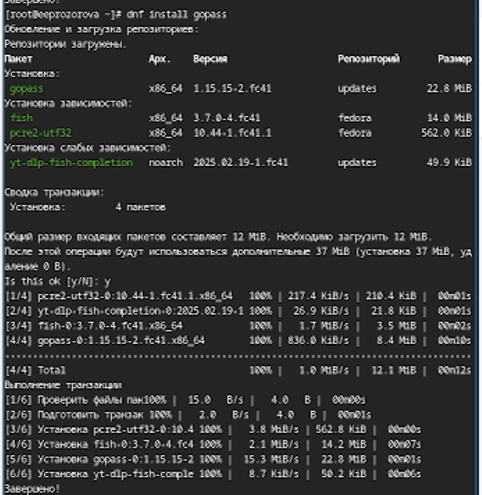 Завершено!
[root@eeprozorova ~]# dnf install gopass
Обновление и загрузка репозиториев:
Репозитории загружены.
Пакет Арх. Версия Репозиторий Размер
Установка:
gopass x86_64 1.15.15-2.fc41 updates 22.8 MiB
Установка зависимостей:
fish x86_64 3.7.0-4.fc41 fedora 14.0 MiB
pcre2-utf32 x86_64 10.44-1.fc41.1 fedora 562.0 KiB
Установка слабых зависимостей:
yt-dlp-fish-completion noarch 2025.02.19-1.fc41 updates 49.9 KiB
Сводка транзакции:
Установка: 4 пакетов
Общий размер входящих пакетов составляет 12 MiB. Необходимо загрузить 12 MiB.
После этой операции будут использоваться дополнительные 37 MiB (установка 37 MiB, уд
аление 0 B).
Is this ok [y/N]: y
[1/4] pcre2-utf32-0:10.44-1.fc41.1.x86_64 100% | 217.4 KiB/s | 210.4 KiB | 00m01s
[2/4] yt-dlp-fish-completion-0:2025.02.19-1 100% | 26.9 KiB/s | 21.8 KiB | 00m01s
[3/4] fish-0:3.7.0-4.fc41.x86_64 100% | 1.7 MiB/s | 3.5 MiB | 00m02s
[4/4] gopass-0:1.15.15-2.fc41.x86_64 100% | 836.0 KiB/s | 8.4 MiB | 00m10s
--------------------------------------------------------------------------------
[4/4] Total 100% | 1.0 MiB/s | 12.1 MiB | 00m12s
Выполнение транзакции
[1/6] Проверить файлы пак100% | 15.0 B/s | 4.0 B | 00m00s
[2/6] Подготовить транзак 100% | 2.0 B/s | 4.0 B | 00m01s
[3/6] Установка pcre2-utf32-0:10.4 100% | 3.8 MiB/s | 562.8 KiB | 00m00s
[4/6] Установка fish-0:3.7.0-4.fc4 100% | 2.1 MiB/s | 14.2 MiB | 00m07s
[5/6] Установка gopass-0:1.15.15-2 100% | 15.3 MiB/s | 22.8 MiB | 00m01s
[6/6] Установка yt-dlp-fish-comple 100% | 8.7 KiB/s | 50.2 KiB | 00m06s
Завершено!